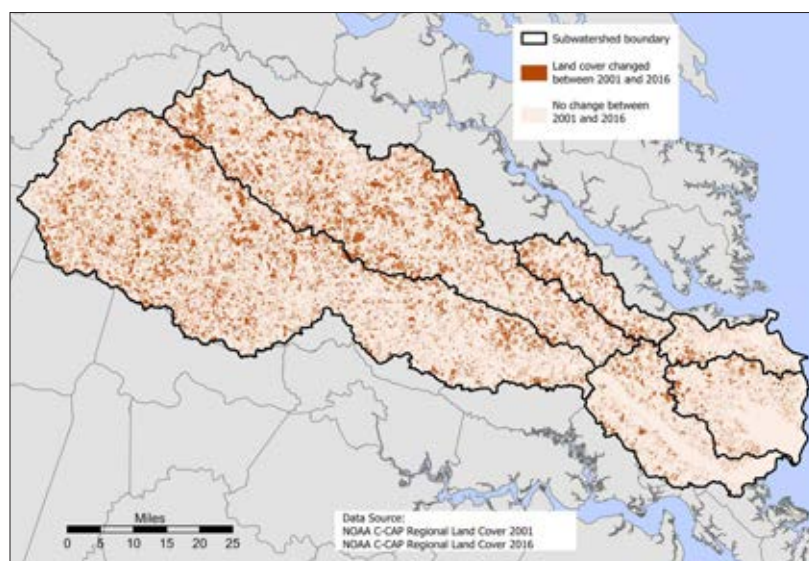 Subwatershed boundary
Land cover changed
between 2001 and 2016
No change between
2001 and 2016
Miles
0 5 10 15 20 25
Data Source:
NOAA C-CAP Regional Land Cover 2001
NOAA C-CAP Regional Land Cover 2016